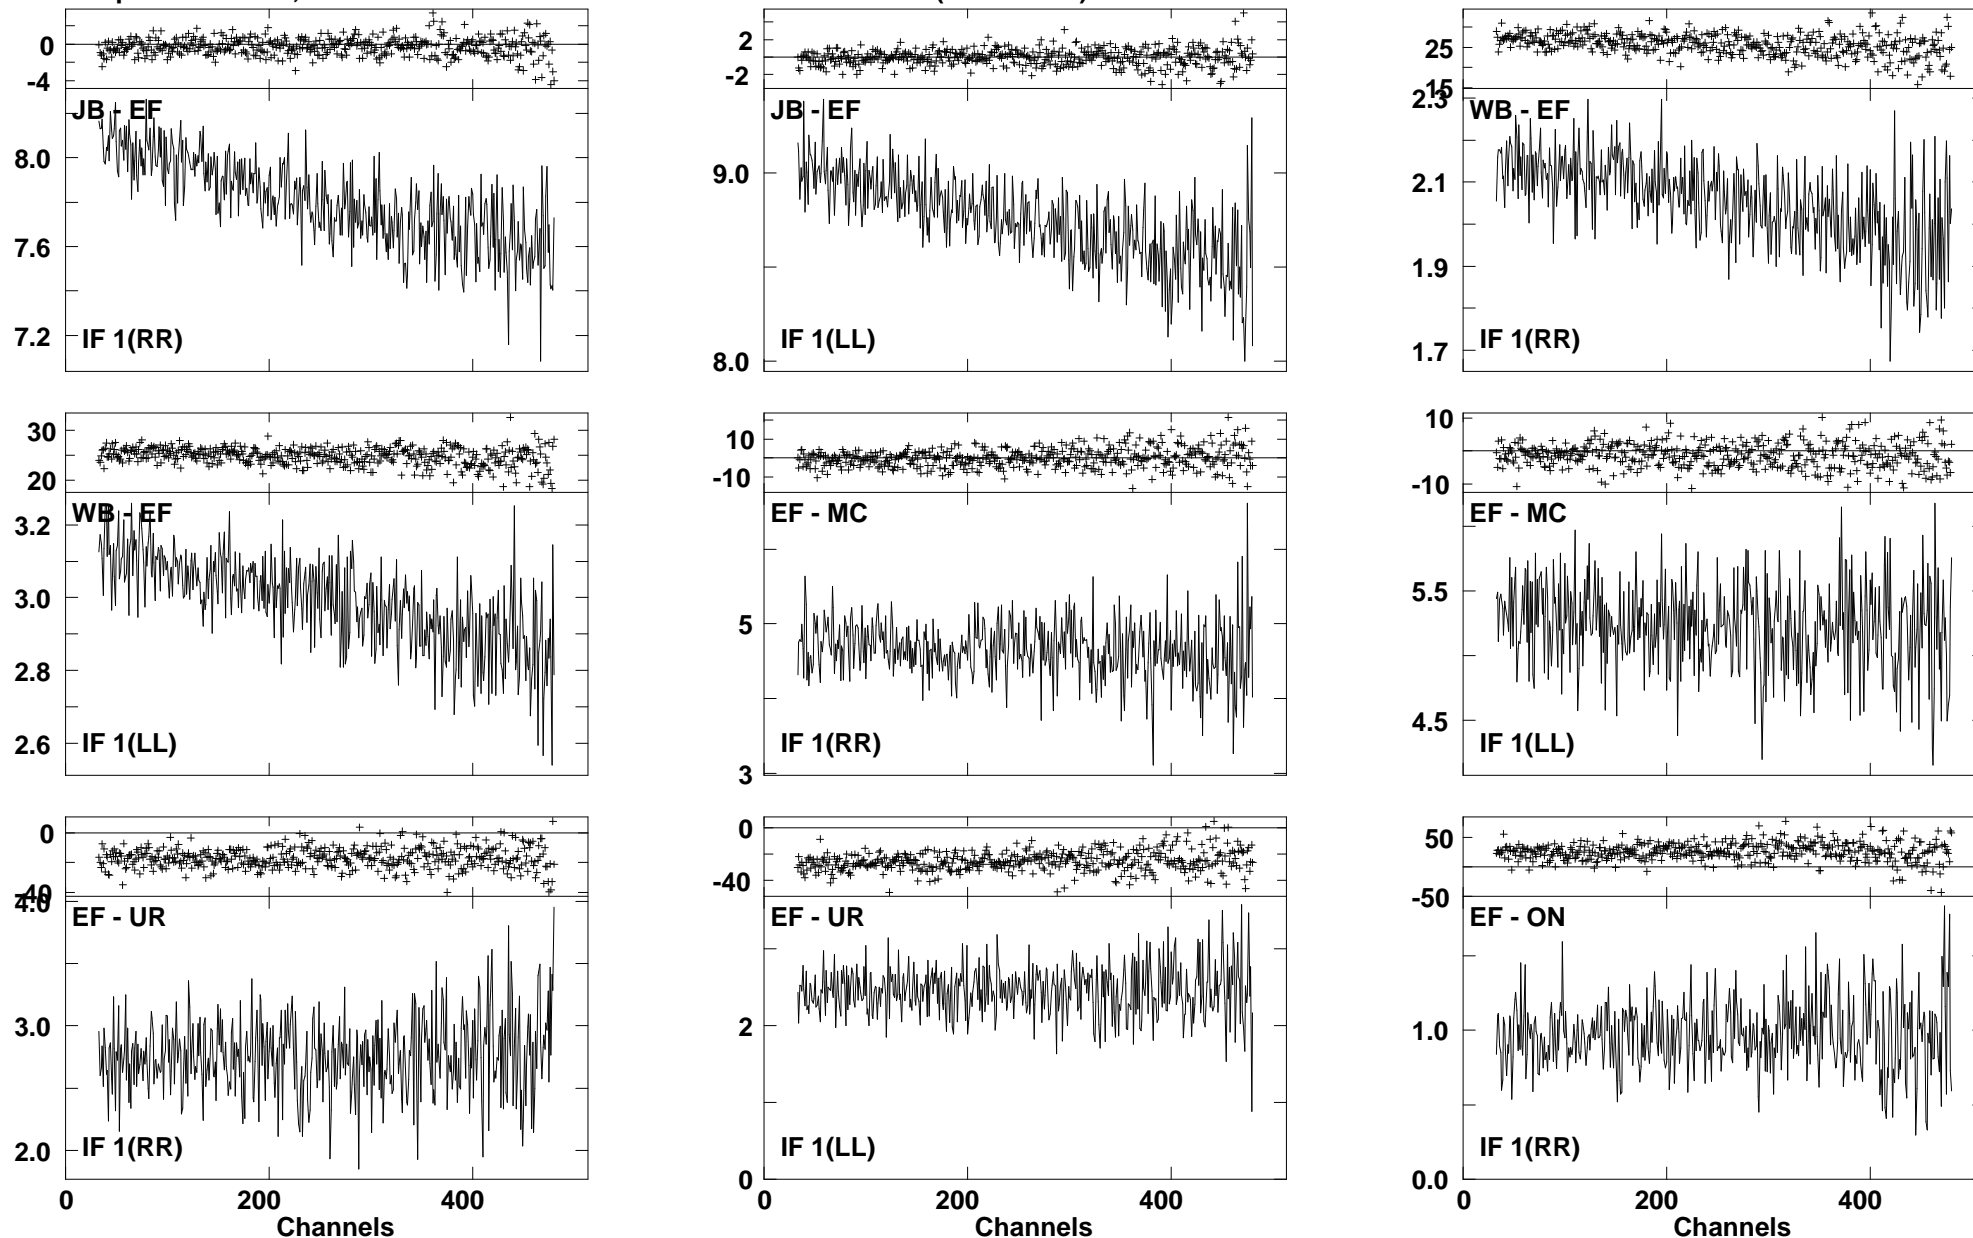 0
-4
JB - EF
8.0
7.6
7.2
IF 1(RR)
2
-2
JB - EF
9.0
8.0
IF 1(LL)
25
15
2.3
WB - EF
2.1
1.9
1.7
IF 1(RR)
30
20
WB - EF
3.2
3.0
2.8
2.6
IF 1(LL)
10
-10
EF - MC
5
3
IF 1(RR)
10
-10
EF - MC
5.5
4.5
IF 1(LL)
0
-40
4.0
EF - UR
3.0
2.0
IF 1(RR)
0
200
400
Channels
0
-40
EF - UR
2
0
IF 1(LL)
0
200
400
Channels
50
-50
EF - ON
1.0
0.0
IF 1(RR)
0
200
400
Channels